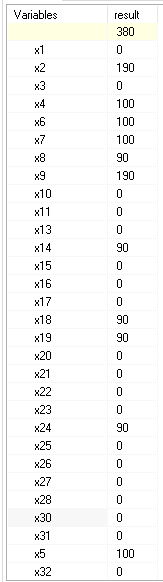 Variables result
380
x1 0
x2 190
x3 0
x4 100
x6 100
x7 100
x8 90
x9 190
x10 0
x11 0
x13 0
x14 90
x15 0
x16 0
x17 0
x18 90
x19 90
x20 0
x21 0
x22 0
x23 0
x24 90
x25 0
x26 0
x27 0
x28 0
x30 0
x31 0
x5 100
x32 0